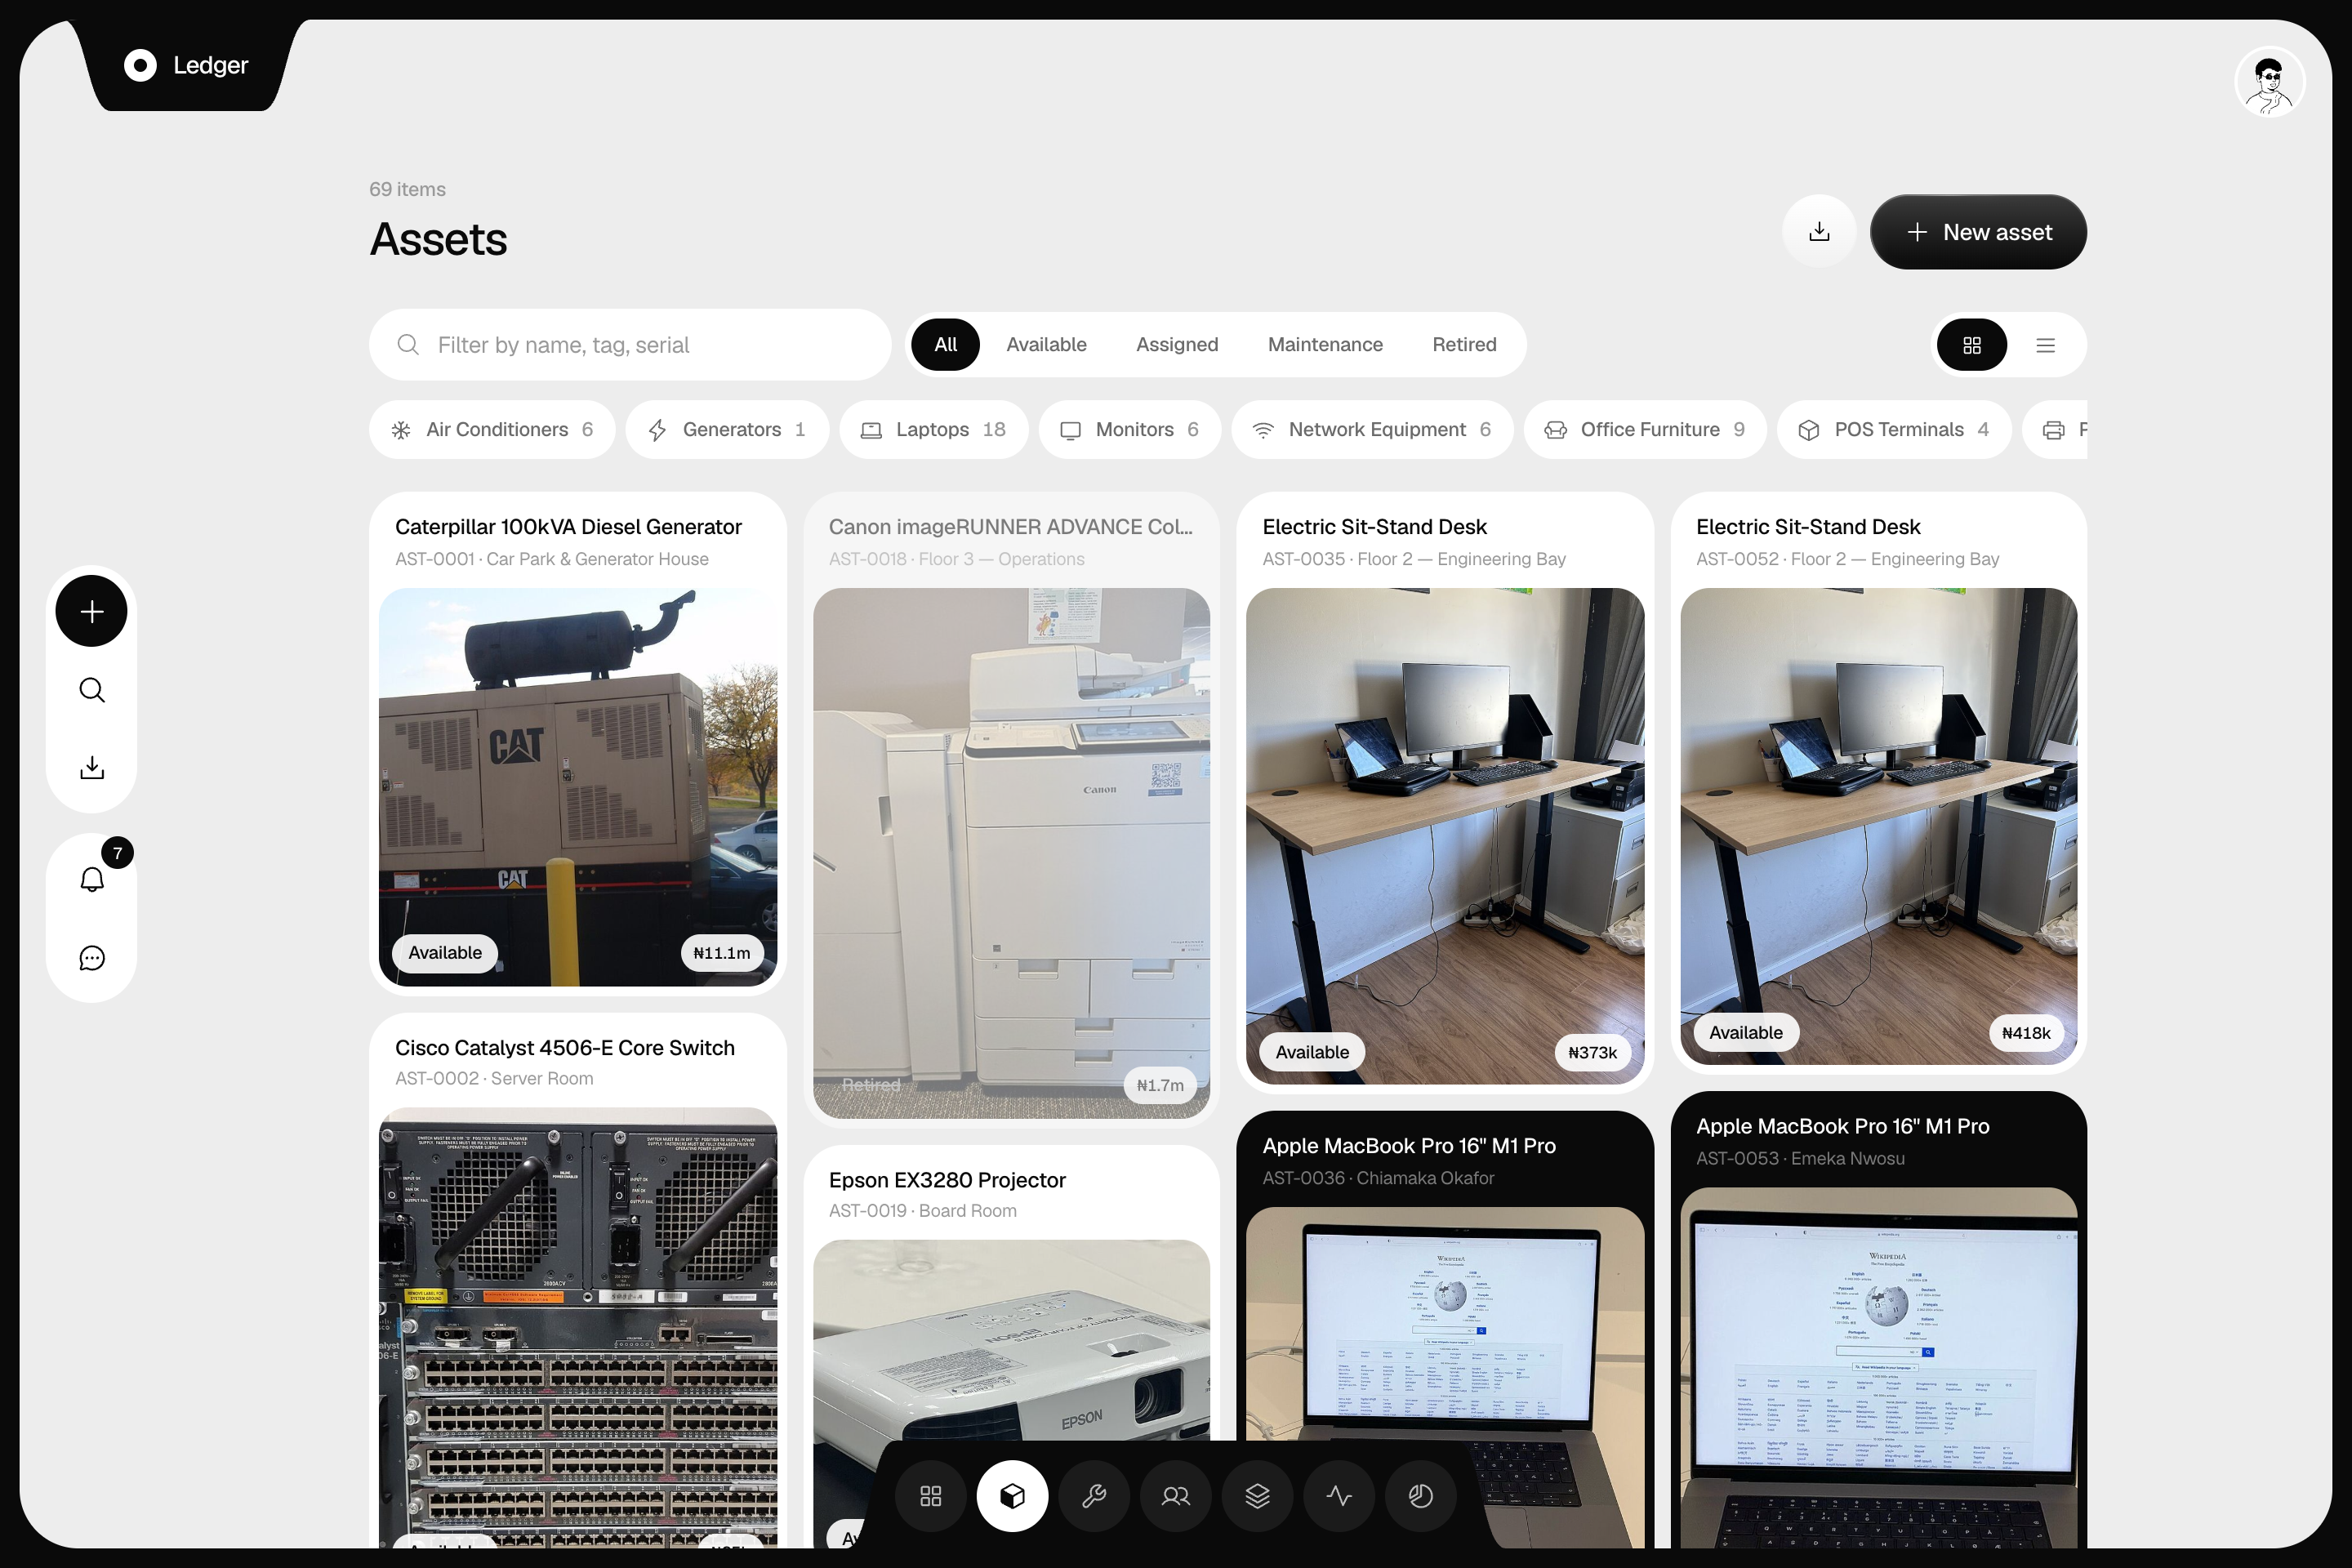 Ledger
69 items
Assets
New asset
Filter by name, tag, serial
All
Available
Assigned
Maintenance
Retired
Air Conditioners 6
Generators 1
Laptops 18
Monitors 6
Network Equipment 6
Office Furniture 9
POS Terminals 4
7
Caterpillar 100kVA Diesel Generator
AST-0001 · Car Park & Generator House
CAT
CAT
Available
₦11.1m
Canon imageRUNNER ADVANCE Col...
AST-0018 · Floor 3 — Operations
Canon
Retired
₦1.7m
Electric Sit-Stand Desk
AST-0035 · Floor 2 — Engineering Bay
Available
₦373k
Electric Sit-Stand Desk
AST-0052 · Floor 2 — Engineering Bay
Available
₦418k
Cisco Catalyst 4506-E Core Switch
AST-0002 · Server Room
Epson EX3280 Projector
AST-0019 · Board Room
EPSON
EPSON
Apple MacBook Pro 16" M1 Pro
AST-0036 · Chiamaka Okafor
WIKIPEDIA
Apple MacBook Pro 16" M1 Pro
AST-0053 · Emeka Nwosu
WIKIPEDIA
The Free Encyclopedia